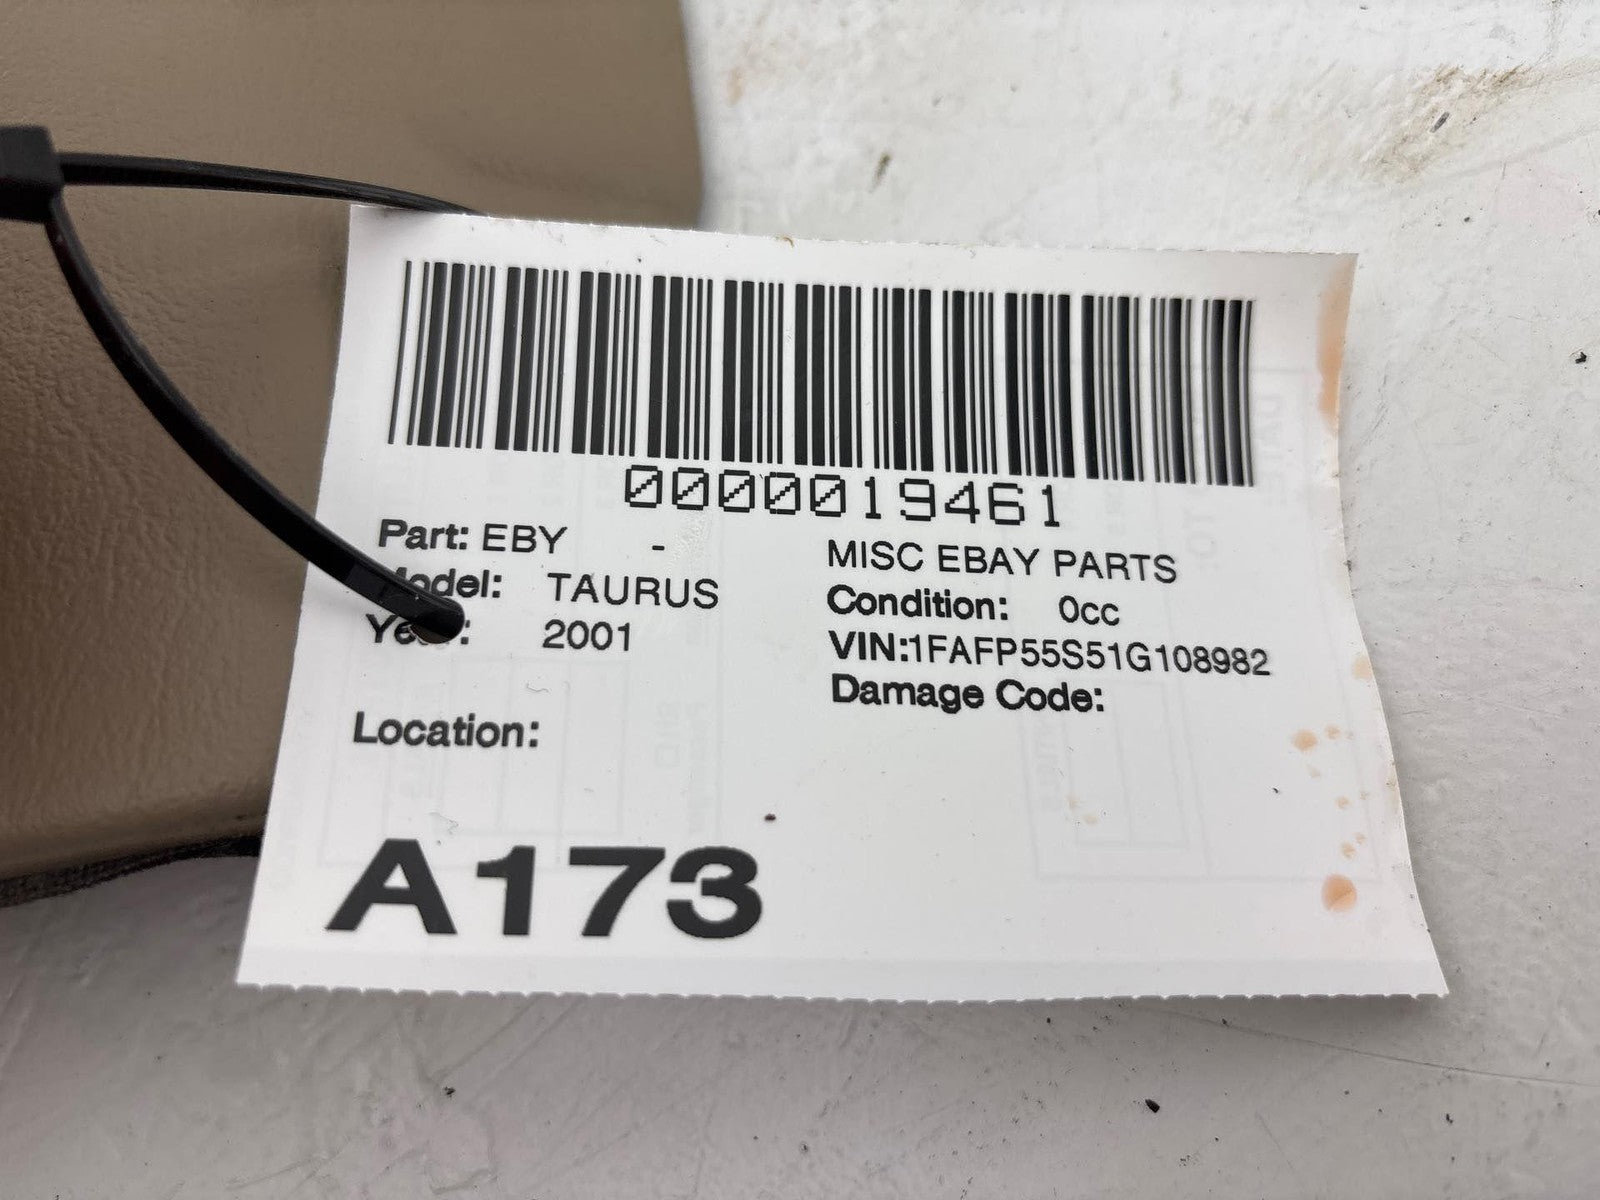 0000019461
Part: EBY - MISC EBAY PARTS
Model: TAURUS Condition: 0cc
Year: 2001 VIN:1FAFP55S51G108982
Damage Code:
Location:
A173